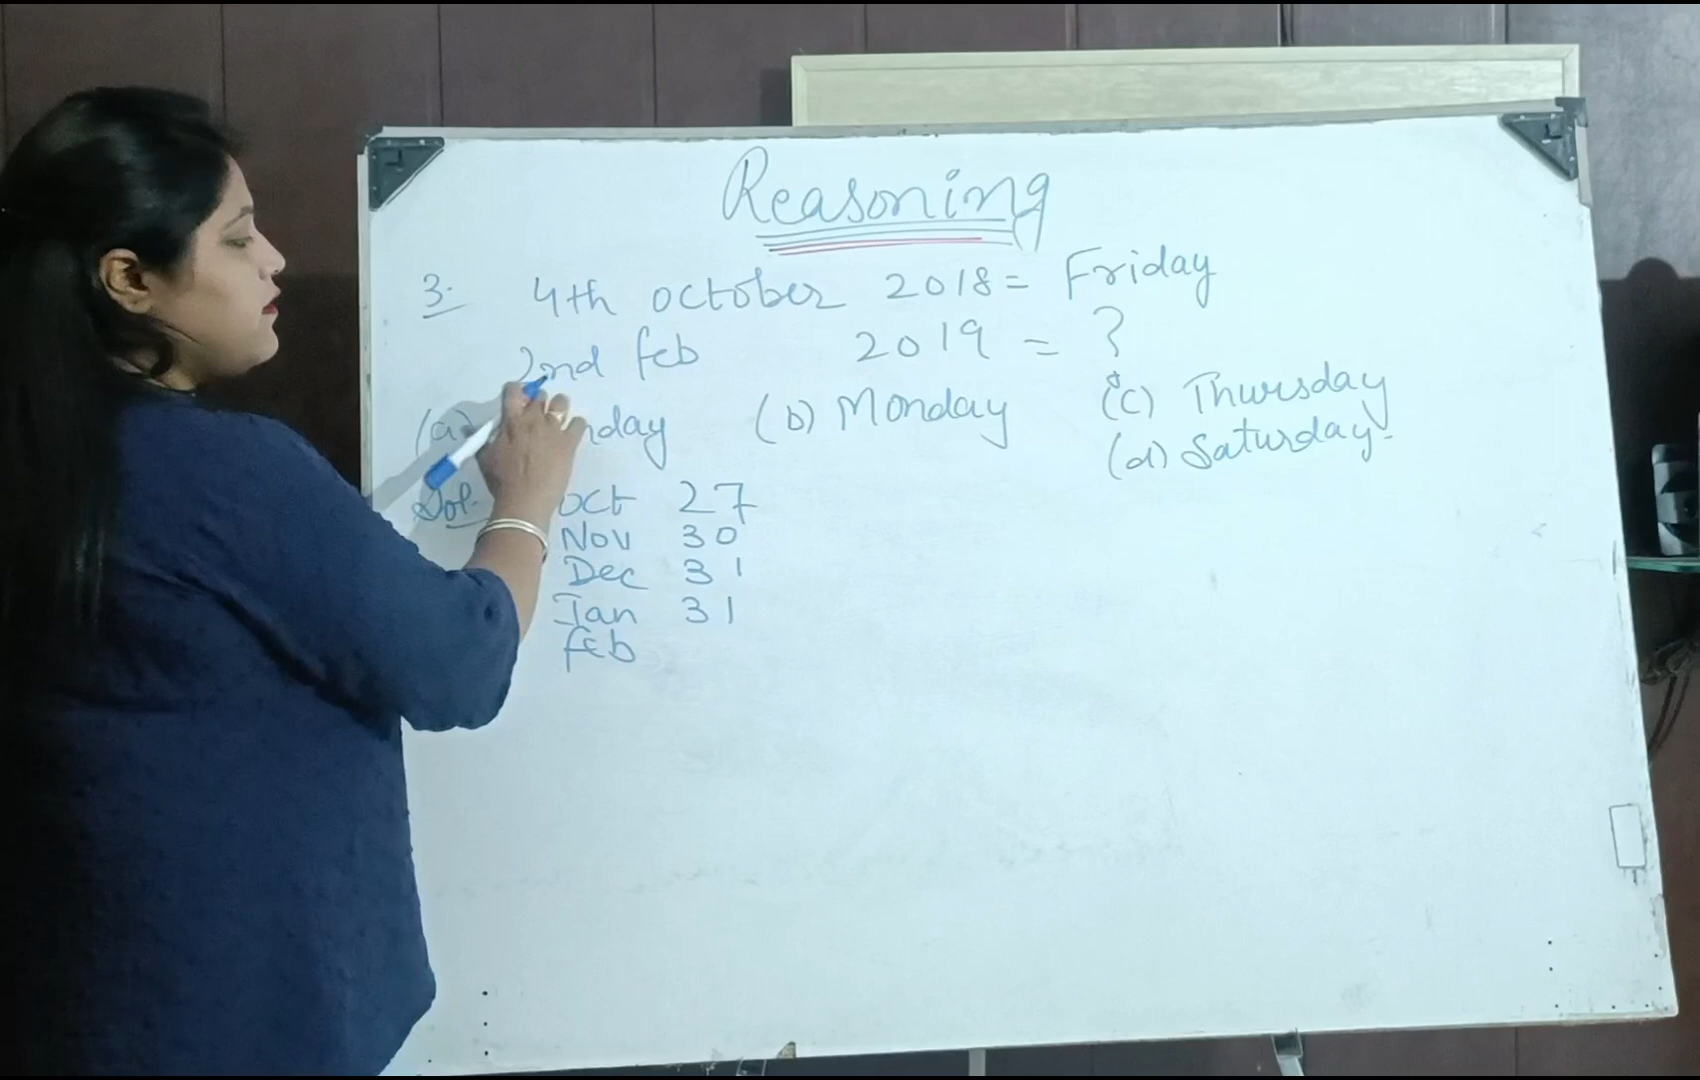 Reasoning
3. 4th october 2018 = Friday
2nd feb 2019 = ?
(a) (b) Monday (c) Thursday
(d) Saturday.
Sol. oct 27
Nov 30
Dec 31
Jan 31
feb